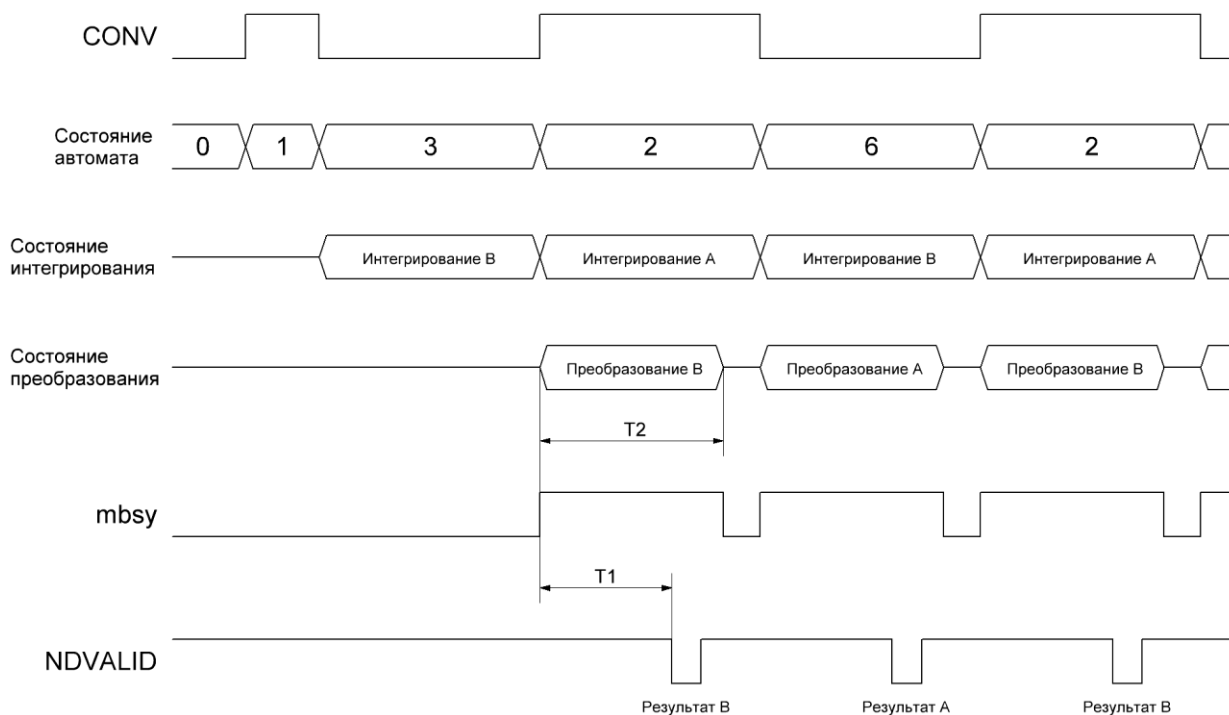 CONV
Состояние
автомата
0 1 3 2 6 2
Состояние
интегрирования
Интегрирование В Интегрирование А Интегрирование В Интегрирование А
Состояние
преобразования
Преобразование В Преобразование А Преобразование В
T2
mbsy
T1
NDVALID
Результат В Результат А Результат В